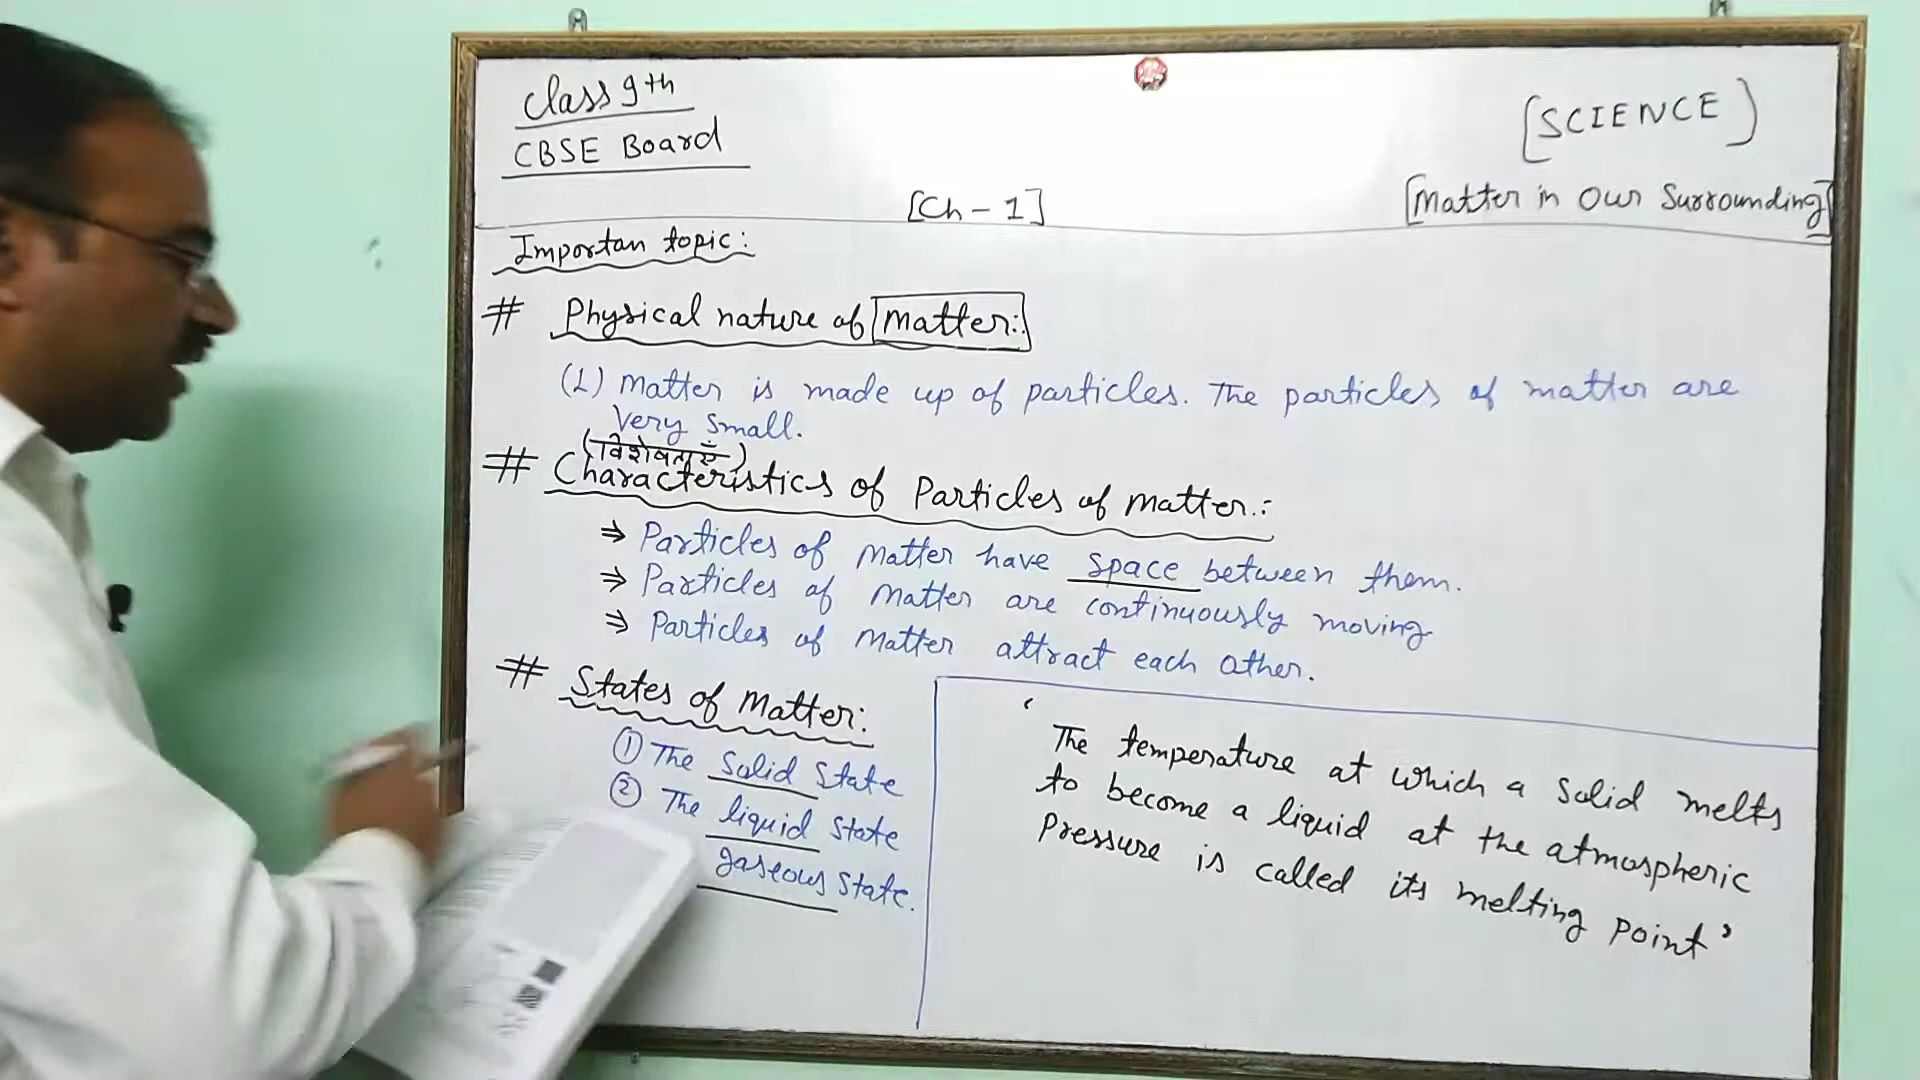 Class 9th
CBSE Board
[SCIENCE]
[Ch - 1]
[Matter in Our Surrounding]
Importan topic:
# Physical nature of Matter:
(1) Matter is made up of particles. The particles of matter are
very small.
(विशेषताएँ)
# Characteristics of Particles of Matter:
⇒ Particles of matter have space between them.
⇒ Particles of matter are continuously moving
⇒ Particles of matter attract each other.
# States of Matter:
① The Solid State
② The liquid State
gaseous State.
‘The temperature at which a solid melts
to become a liquid at the atmospheric
Pressure is called its melting point’